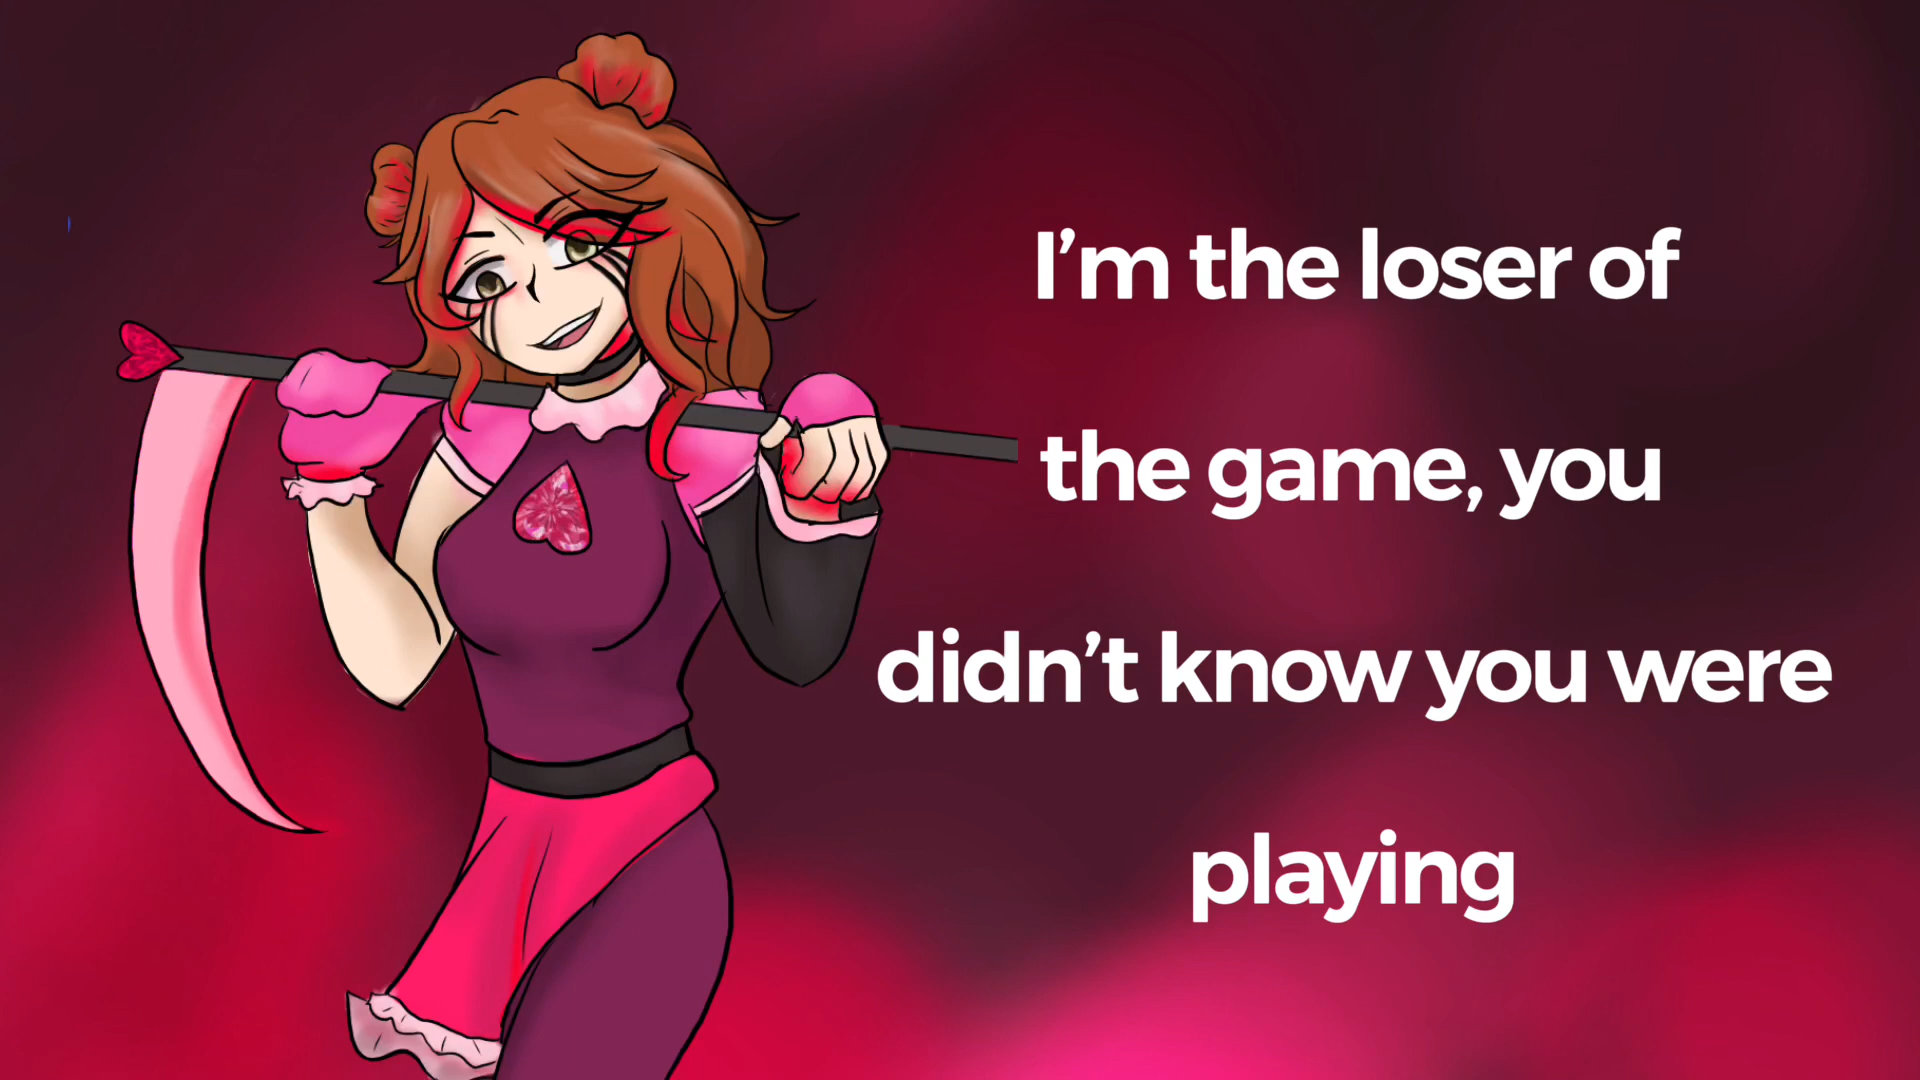 I’m the loser of
the game, you
didn’t know you were
playing